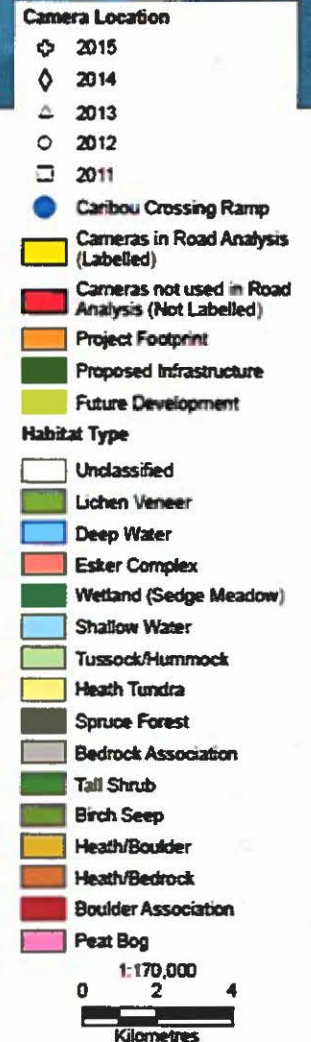 Camera Location
2015
2014
2013
2012
2011
Caribou Crossing Ramp
Cameras in Road Analysis
(Labelled)
Cameras not used in Road
Analysis (Not Labelled)
Project Footprint
Proposed Infrastructure
Future Development
Habitat Type
Unclassified
Lichen Veneer
Deep Water
Esker Complex
Wetland (Sedge Meadow)
Shallow Water
Tussock/Hummock
Heath Tundra
Spruce Forest
Bedrock Association
Tall Shrub
Birch Seep
Heath/Boulder
Heath/Bedrock
Boulder Association
Peat Bog
1:170,000
0 2 4
Kilometres